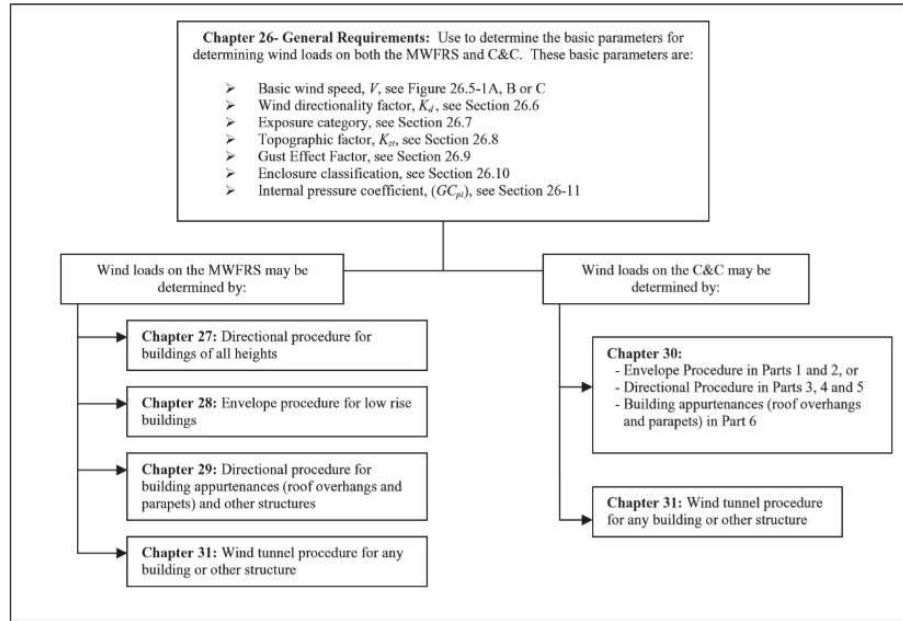 Chapter 26- General Requirements: Use to determine the basic parameters for
determining wind loads on both the MWFRS and C&C. These basic parameters are:
➢ Basic wind speed, V, see Figure 26.5-1A, B or C
➢ Wind directionality factor, Kd, see Section 26.6
➢ Exposure category, see Section 26.7
➢ Topographic factor, Kzt, see Section 26.8
➢ Gust Effect Factor, see Section 26.9
➢ Enclosure classification, see Section 26.10
➢ Internal pressure coefficient, (GCpi), see Section 26-11
Wind loads on the MWFRS may be
determined by:
Chapter 27: Directional procedure for
buildings of all heights
Chapter 28: Envelope procedure for low rise
buildings
Chapter 29: Directional procedure for
building appurtenances (roof overhangs and
parapets) and other structures
Chapter 31: Wind tunnel procedure for any
building or other structure
Wind loads on the C&C may be
determined by:
Chapter 30:
- Envelope Procedure in Parts 1 and 2, or
- Directional Procedure in Parts 3, 4 and 5
- Building appurtenances (roof overhangs
and parapets) in Part 6
Chapter 31: Wind tunnel procedure
for any building or other structure